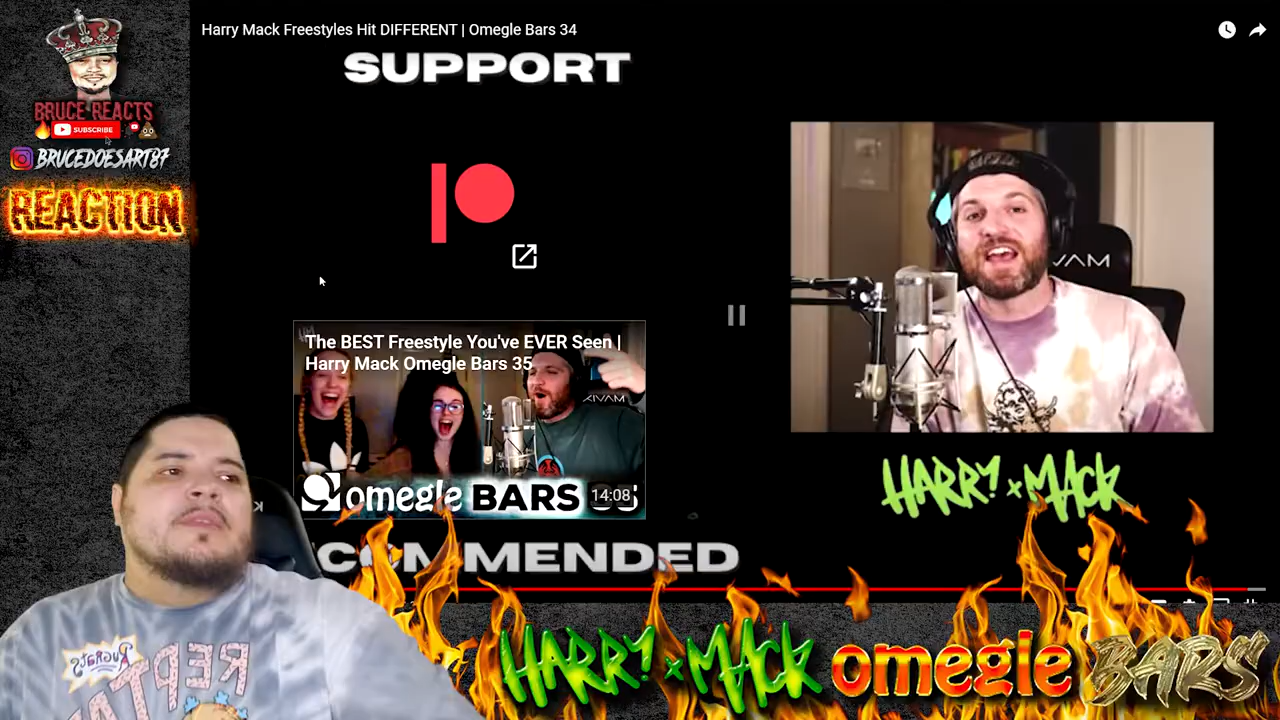 Harry Mack Freestyles Hit DIFFERENT | Omegle Bars 34
SUPPORT
BRUCE REACTS
SUBSCRIBE
BRUCEDOESART87
REACTION
The BEST Freestyle You've EVER Seen |
Harry Mack Omegle Bars 35
omegle BARS
14:08
HARRY MACK
COMMENDED
HARRY MACK omegle BARS